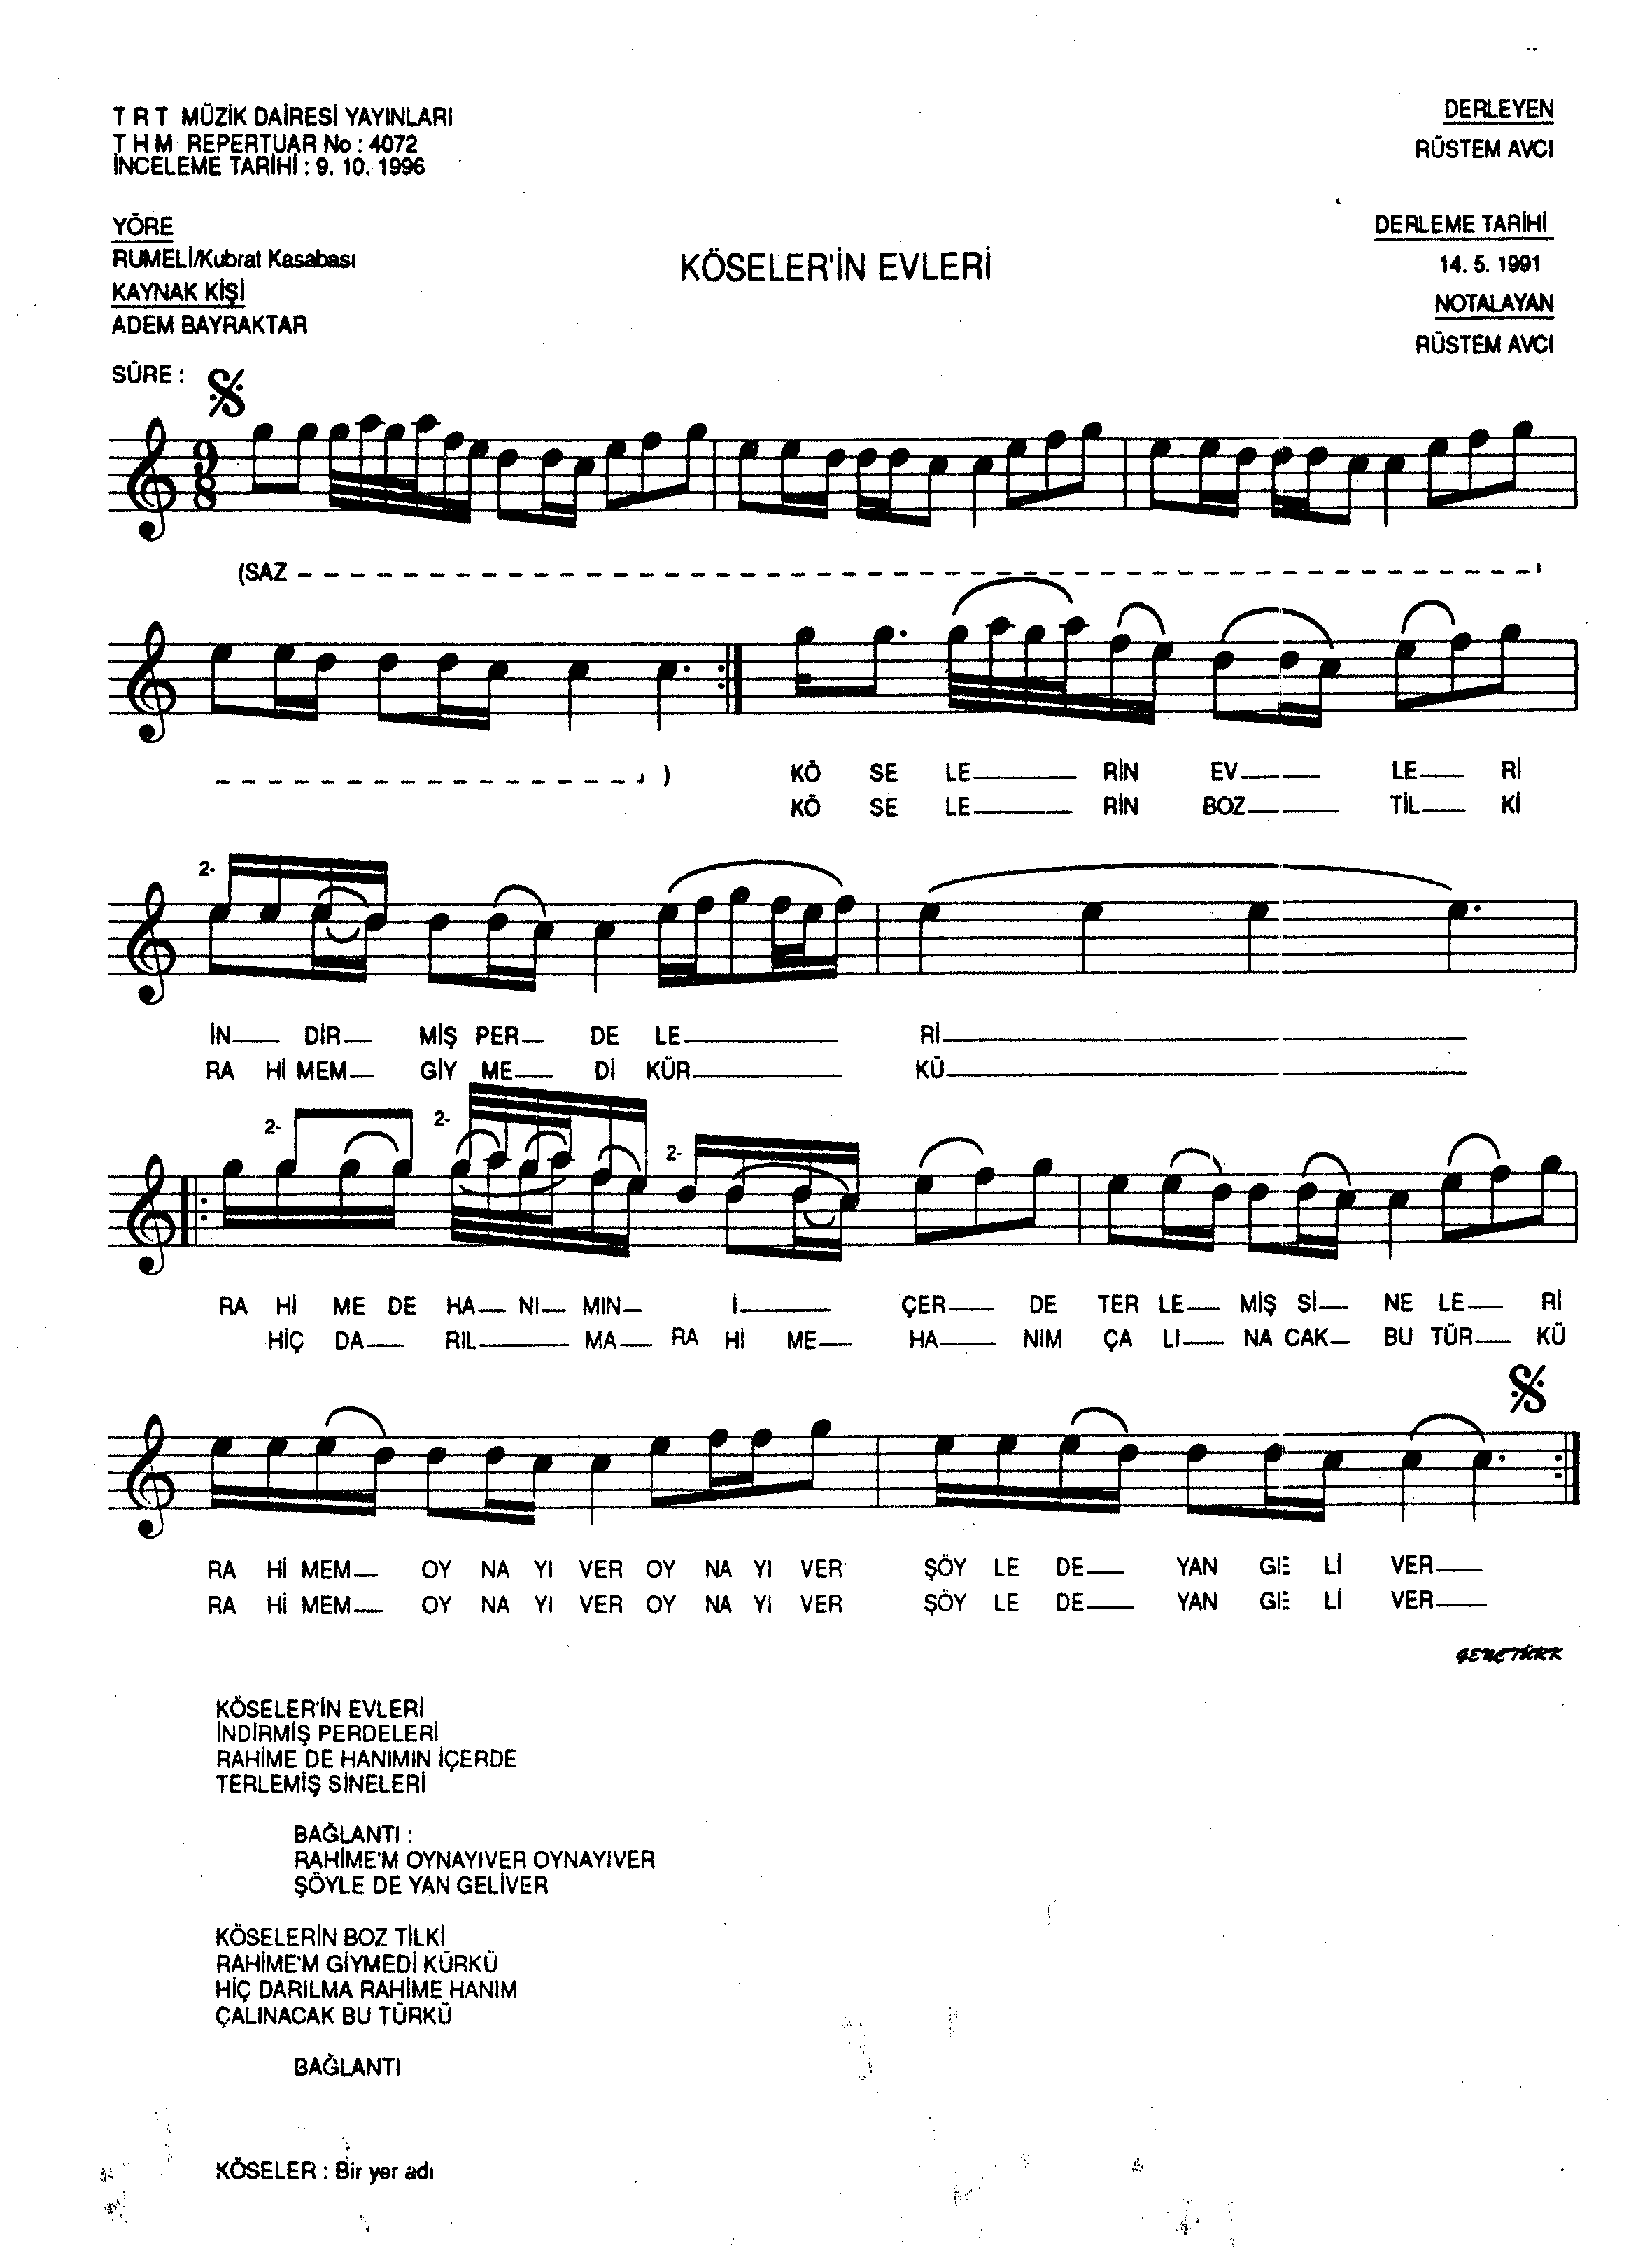 T R T MÜZİK DAİRESİ YAYINLARI
T H M REPERTUAR No : 4072
İNCELEME TARİHİ : 9. 10. 1996
DERLEYEN
RÜSTEM AVCI
YÖRE
RUMELİ/Kubrat Kasabası
KAYNAK KİŞİ
ADEM BAYRAKTAR
SÜRE :
KÖSELER'İN EVLERİ
DERLEME TARİHİ
14. 5. 1991
NOTALAYAN
RÜSTEM AVCI
9
8
(SAZ
)
KÖ SE LE RİN EV LE Rİ
KÖ SE LE RİN BOZ TİL Kİ
2-
İN DİR MİŞ PER DE LE Rİ
RA Hİ MEM GİY ME Dİ KÜR KÜ
2- 2- 2-
RA Hİ ME DE HA NI MIN İ ÇER DE TER LE MİŞ Sİ NE LE Rİ
HİÇ DA RIL MA RA Hİ ME HA NIM ÇA LI NA CAK BU TÜR KÜ
RA Hİ MEM OY NA YI VER OY NA YI VER ŞÖY LE DE YAN GE Lİ VER
RA Hİ MEM OY NA YI VER OY NA YI VER ŞÖY LE DE YAN GE Lİ VER
GENÇTÜRK
KÖSELER'İN EVLERİ
İNDİRMİŞ PERDELERİ
RAHİME DE HANIMIN İÇERDE
TERLEMİŞ SİNELERİ
BAĞLANTI :
RAHİME'M OYNAYIVER OYNAYIVER
ŞÖYLE DE YAN GELİVER
KÖSELERİN BOZ TİLKİ
RAHİME'M GİYMEDİ KÜRKÜ
HİÇ DARILMA RAHİME HANIM
ÇALINACAK BU TÜRKÜ
BAĞLANTI
KÖSELER : Bir yer adı